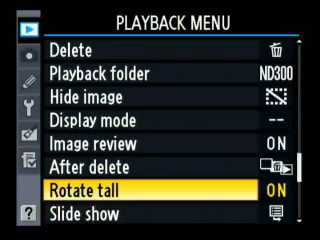 PLAYBACK MENU
Delete
Playback folder ND300
Hide image
Display mode --
Image review ON
After delete
Rotate tall ON
Slide show
?